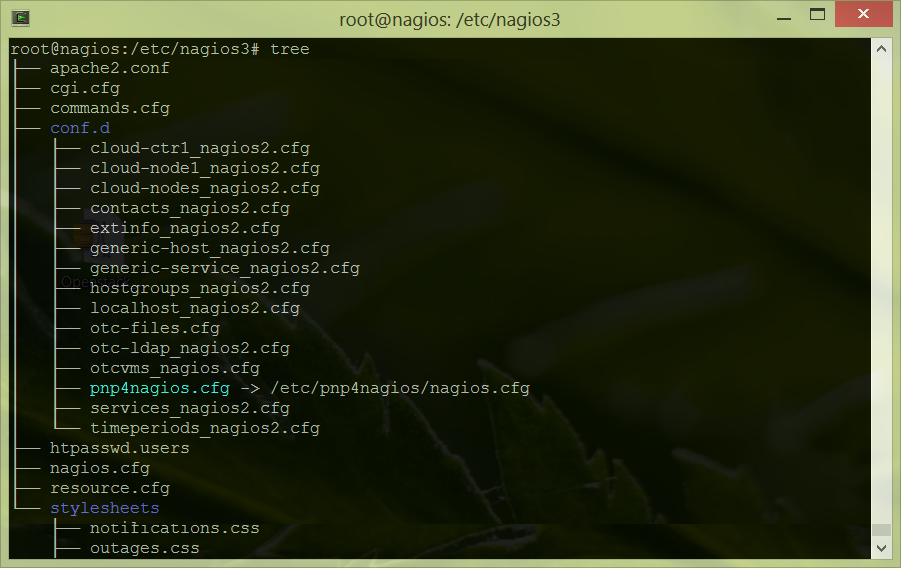 root@nagios: /etc/nagios3
root@nagios:/etc/nagios3# tree
├── apache2.conf
├── cgi.cfg
├── commands.cfg
├── conf.d
│   ├── cloud-ctr1_nagios2.cfg
│   ├── cloud-node1_nagios2.cfg
│   ├── cloud-nodes_nagios2.cfg
│   ├── contacts_nagios2.cfg
│   ├── extinfo_nagios2.cfg
│   ├── generic-host_nagios2.cfg
│   ├── generic-service_nagios2.cfg
│   ├── hostgroups_nagios2.cfg
│   ├── localhost_nagios2.cfg
│   ├── otc-files.cfg
│   ├── otc-ldap_nagios2.cfg
│   ├── otcvms_nagios.cfg
│   ├── pnp4nagios.cfg -> /etc/pnp4nagios/nagios.cfg
│   ├── services_nagios2.cfg
│   └── timeperiods_nagios2.cfg
├── htpasswd.users
├── nagios.cfg
├── resource.cfg
└── stylesheets
    ├── notifications.css
    ├── outages.css